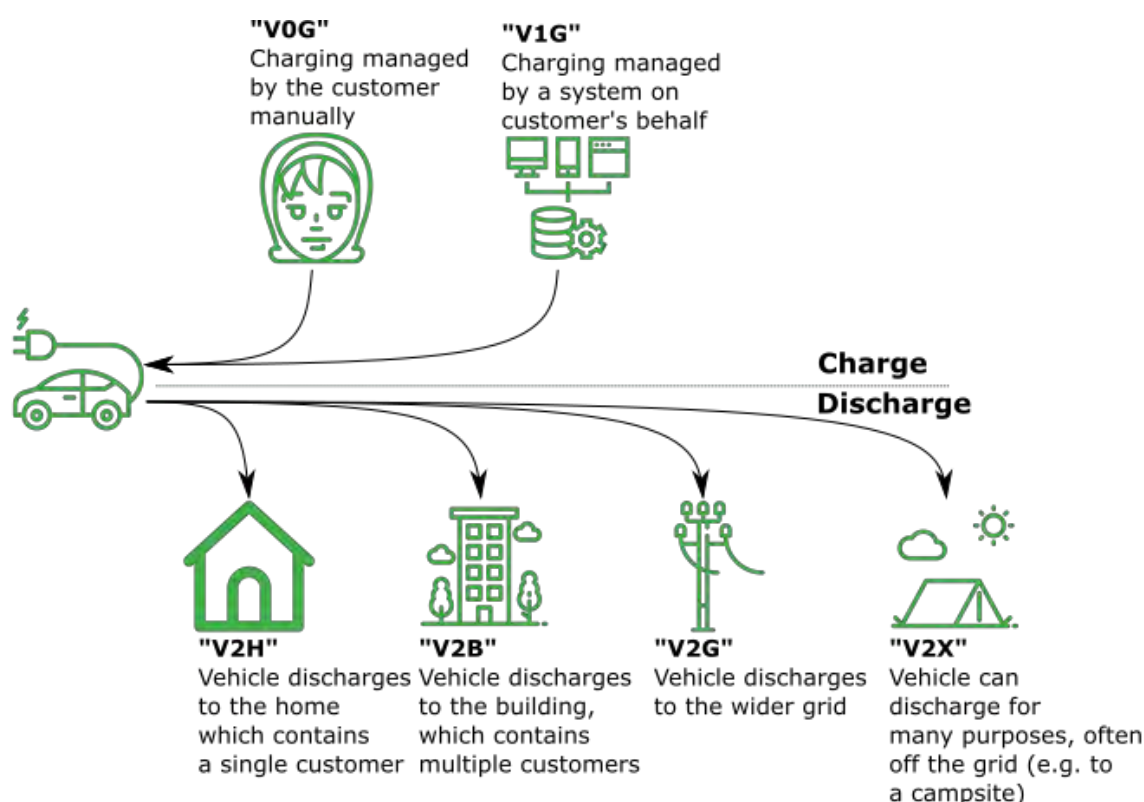 "V0G"
Charging managed
by the customer
manually
"V1G"
Charging managed
by a system on
customer's behalf
Charge
Discharge
"V2H"
Vehicle discharges
to the home
which contains
a single customer
"V2B"
Vehicle discharges
to the building,
which contains
multiple customers
"V2G"
Vehicle discharges
to the wider grid
"V2X"
Vehicle can
discharge for
many purposes, often
off the grid (e.g. to
a campsite)